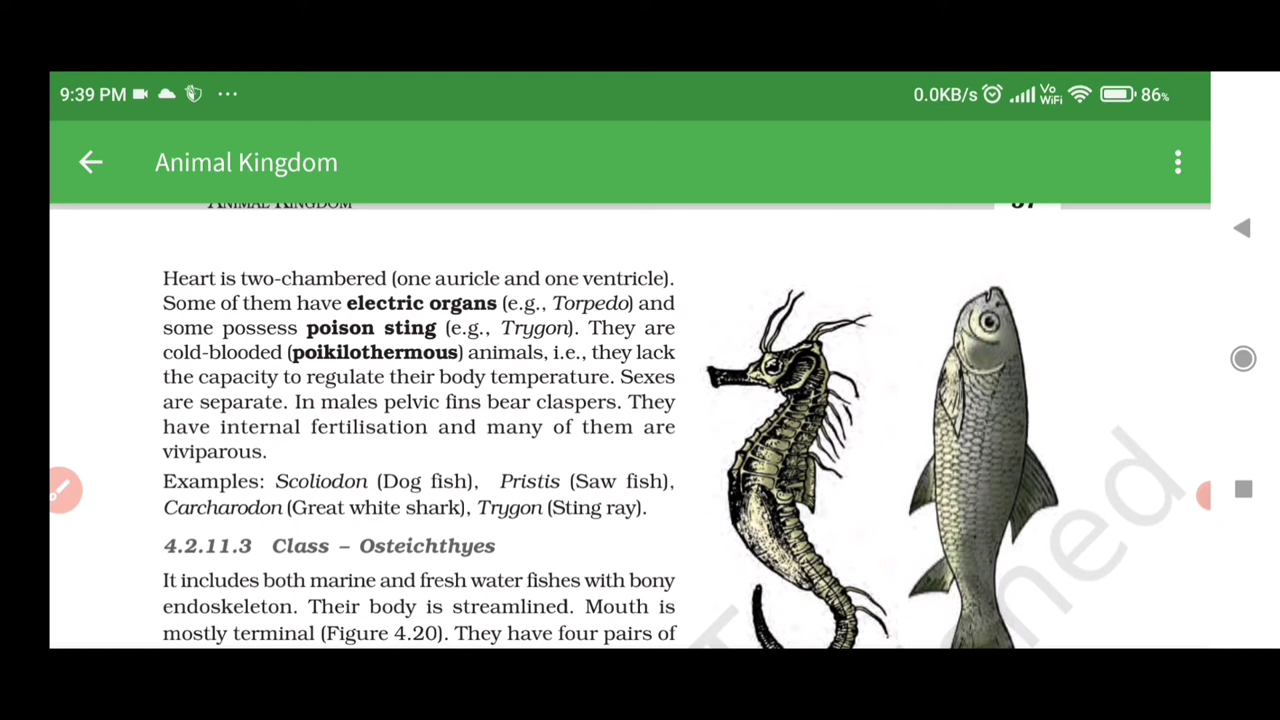 9:39 PM ...
0.0KB/s Vo WiFi 86%
Animal Kingdom
ANIMAL KINGDOM 57
Heart is two-chambered (one auricle and one ventricle).
Some of them have electric organs (e.g., Torpedo) and
some possess poison sting (e.g., Trygon). They are
cold-blooded (poikilothermous) animals, i.e., they lack
the capacity to regulate their body temperature. Sexes
are separate. In males pelvic fins bear claspers. They
have internal fertilisation and many of them are
viviparous.
Examples: Scoliodon (Dog fish), Pristis (Saw fish),
Carcharodon (Great white shark), Trygon (Sting ray).
4.2.11.3 Class – Osteichthyes
It includes both marine and fresh water fishes with bony
endoskeleton. Their body is streamlined. Mouth is
mostly terminal (Figure 4.20). They have four pairs of